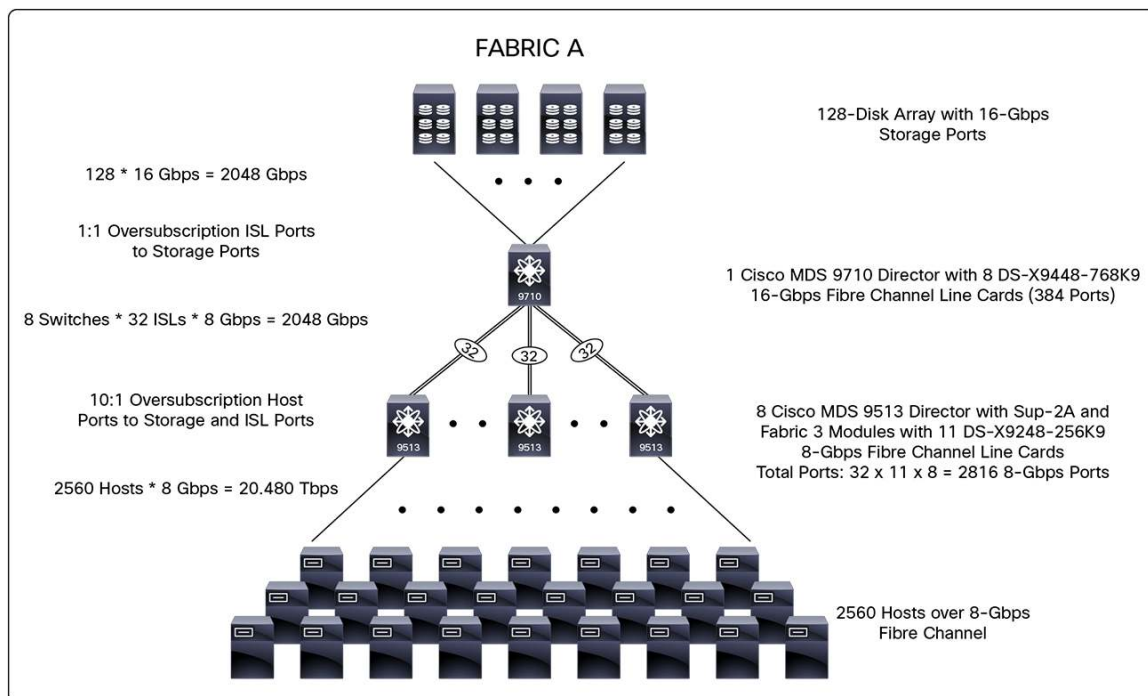 FABRIC A
128-Disk Array with 16-Gbps
Storage Ports
128 * 16 Gbps = 2048 Gbps
1:1 Oversubscription ISL Ports
to Storage Ports
9710
1 Cisco MDS 9710 Director with 8 DS-X9448-768K9
16-Gbps Fibre Channel Line Cards (384 Ports)
8 Switches * 32 ISLs * 8 Gbps = 2048 Gbps
32
32
32
10:1 Oversubscription Host
Ports to Storage and ISL Ports
9513
9513
9513
8 Cisco MDS 9513 Director with Sup-2A and
Fabric 3 Modules with 11 DS-X9248-256K9
8-Gbps Fibre Channel Line Cards
Total Ports: 32 x 11 x 8 = 2816 8-Gbps Ports
2560 Hosts * 8 Gbps = 20.480 Tbps
2560 Hosts over 8-Gbps
Fibre Channel